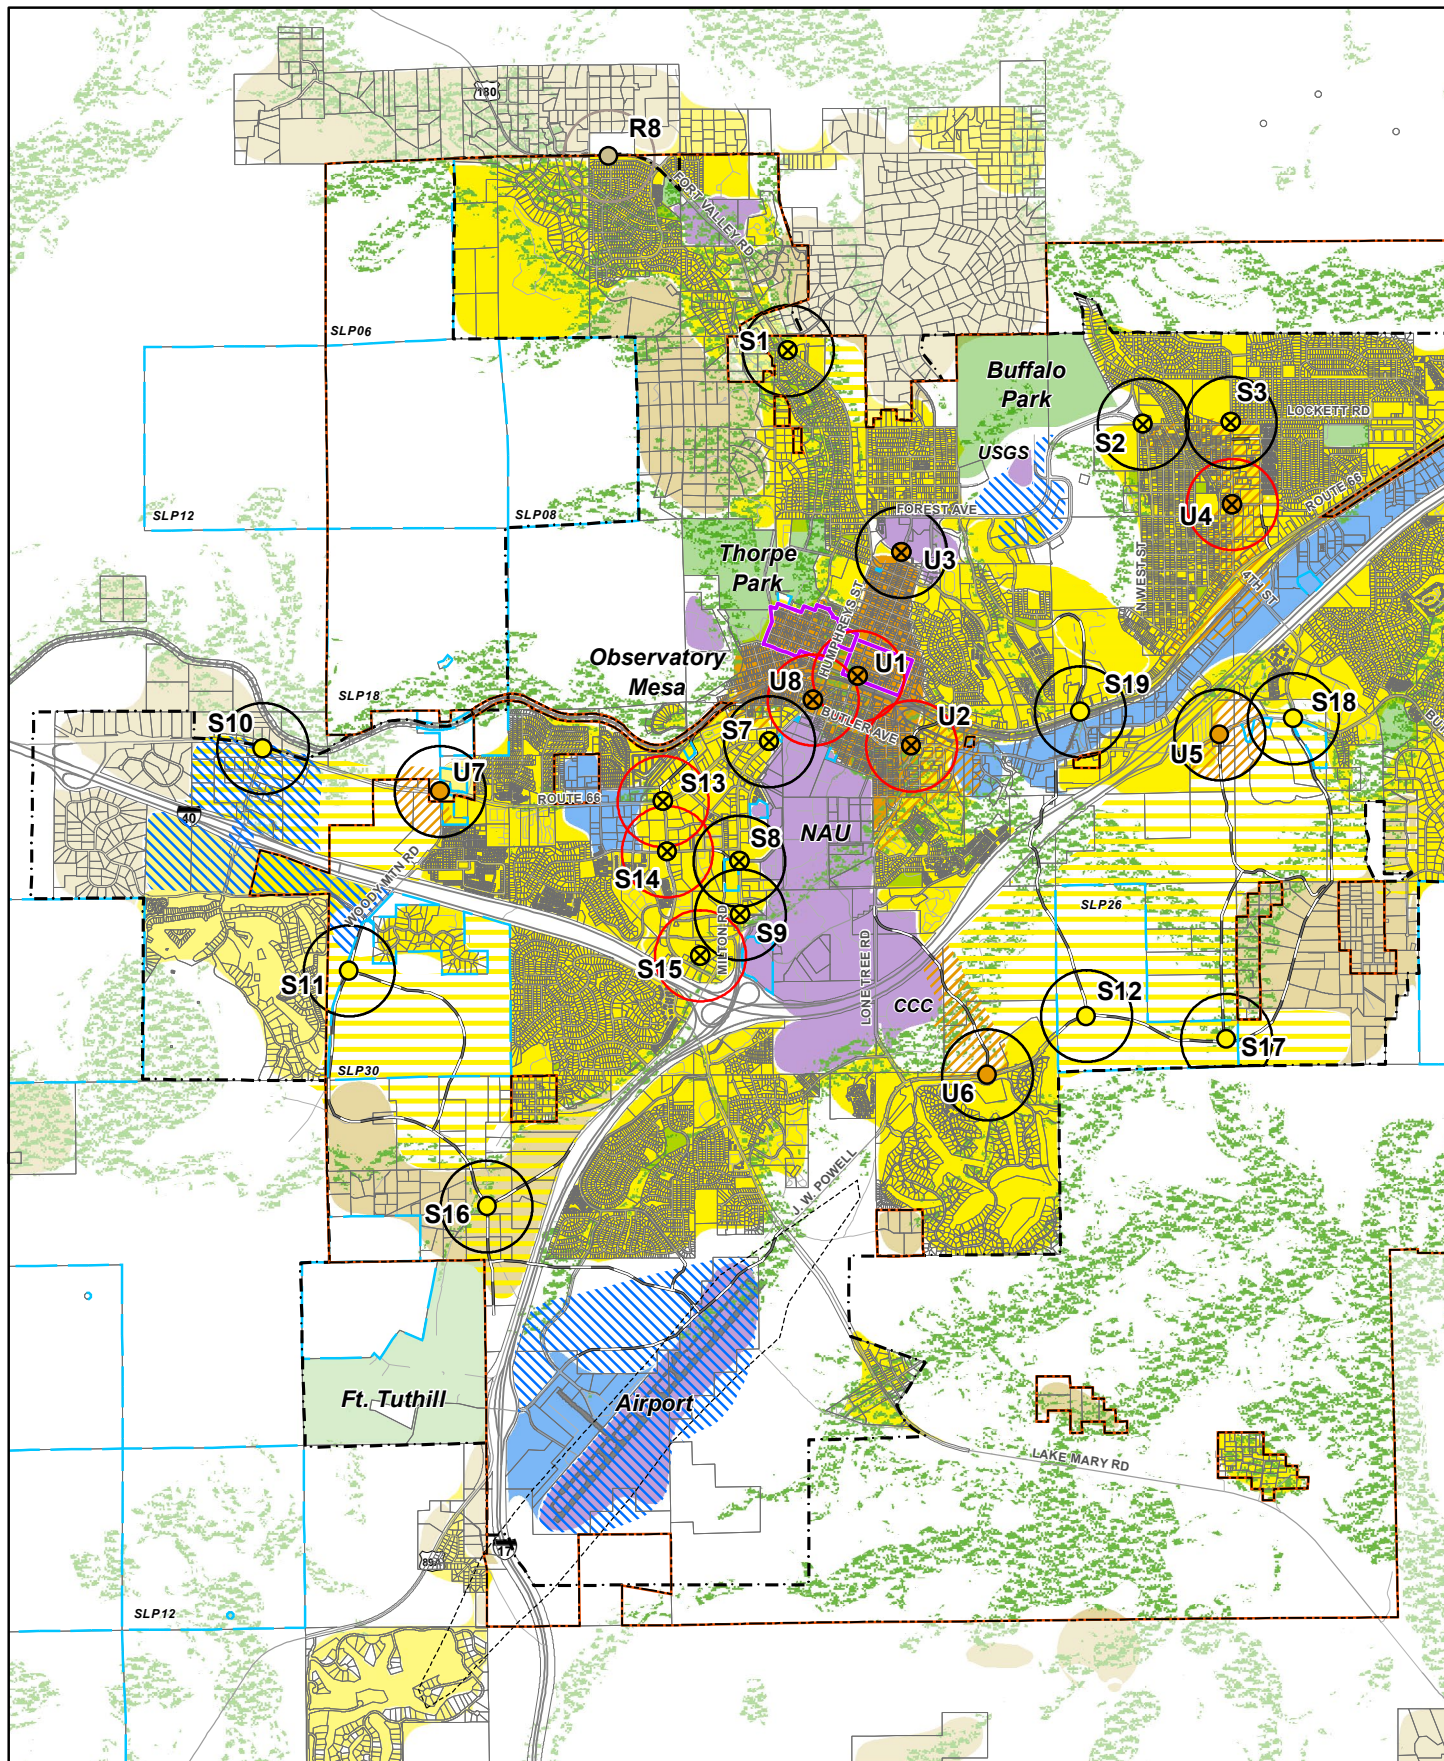 180
R8
FORT VALLEY RD
SLP06
S1
Buffalo
Park
S3
LOCKETT RD
S2
USGS
SLP12
SLP08
FOREST AVE
ROUTE 66
U4
Thorpe
Park
U3
N WEST ST
4TH ST
HUMPHREYS ST
Observatory
Mesa
U1
U8
SLP18
S19
S18
S10
S7
BUTLER AVE
U2
U5
U7
S13
ROUTE 66
NAU
40
S8
S14
WOODY MTN RD
SLP26
MILTON RD
S9
S15
S11
LONE TREE RD
CCC
S12
S17
SLP30
U6
J. W. POWELL
S16
Ft. Tuthill
Airport
LAKE MARY RD
17
89A
SLP12